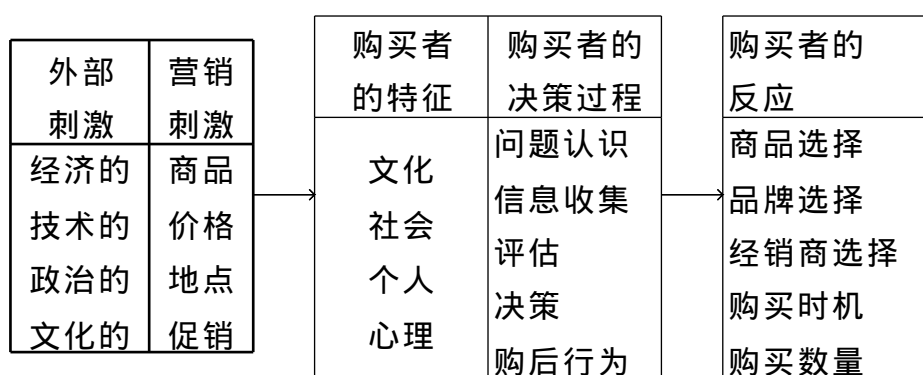 外部
刺激
经济的
技术的
政治的
文化的
营销
刺激
商品
价格
地点
促销
购买者
的特征
文化
社会
个人
心理
购买者的
决策过程
问题认识
信息收集
评估
决策
购后行为
购买者的
反应
商品选择
品牌选择
经销商选择
购买时机
购买数量